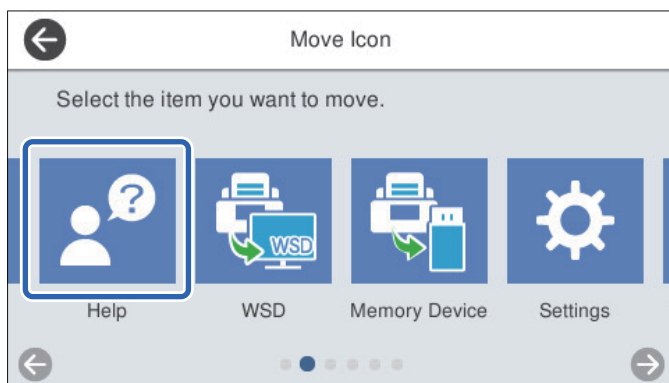 Move Icon
Select the item you want to move.
?
WSD
Help
WSD
Memory Device
Settings